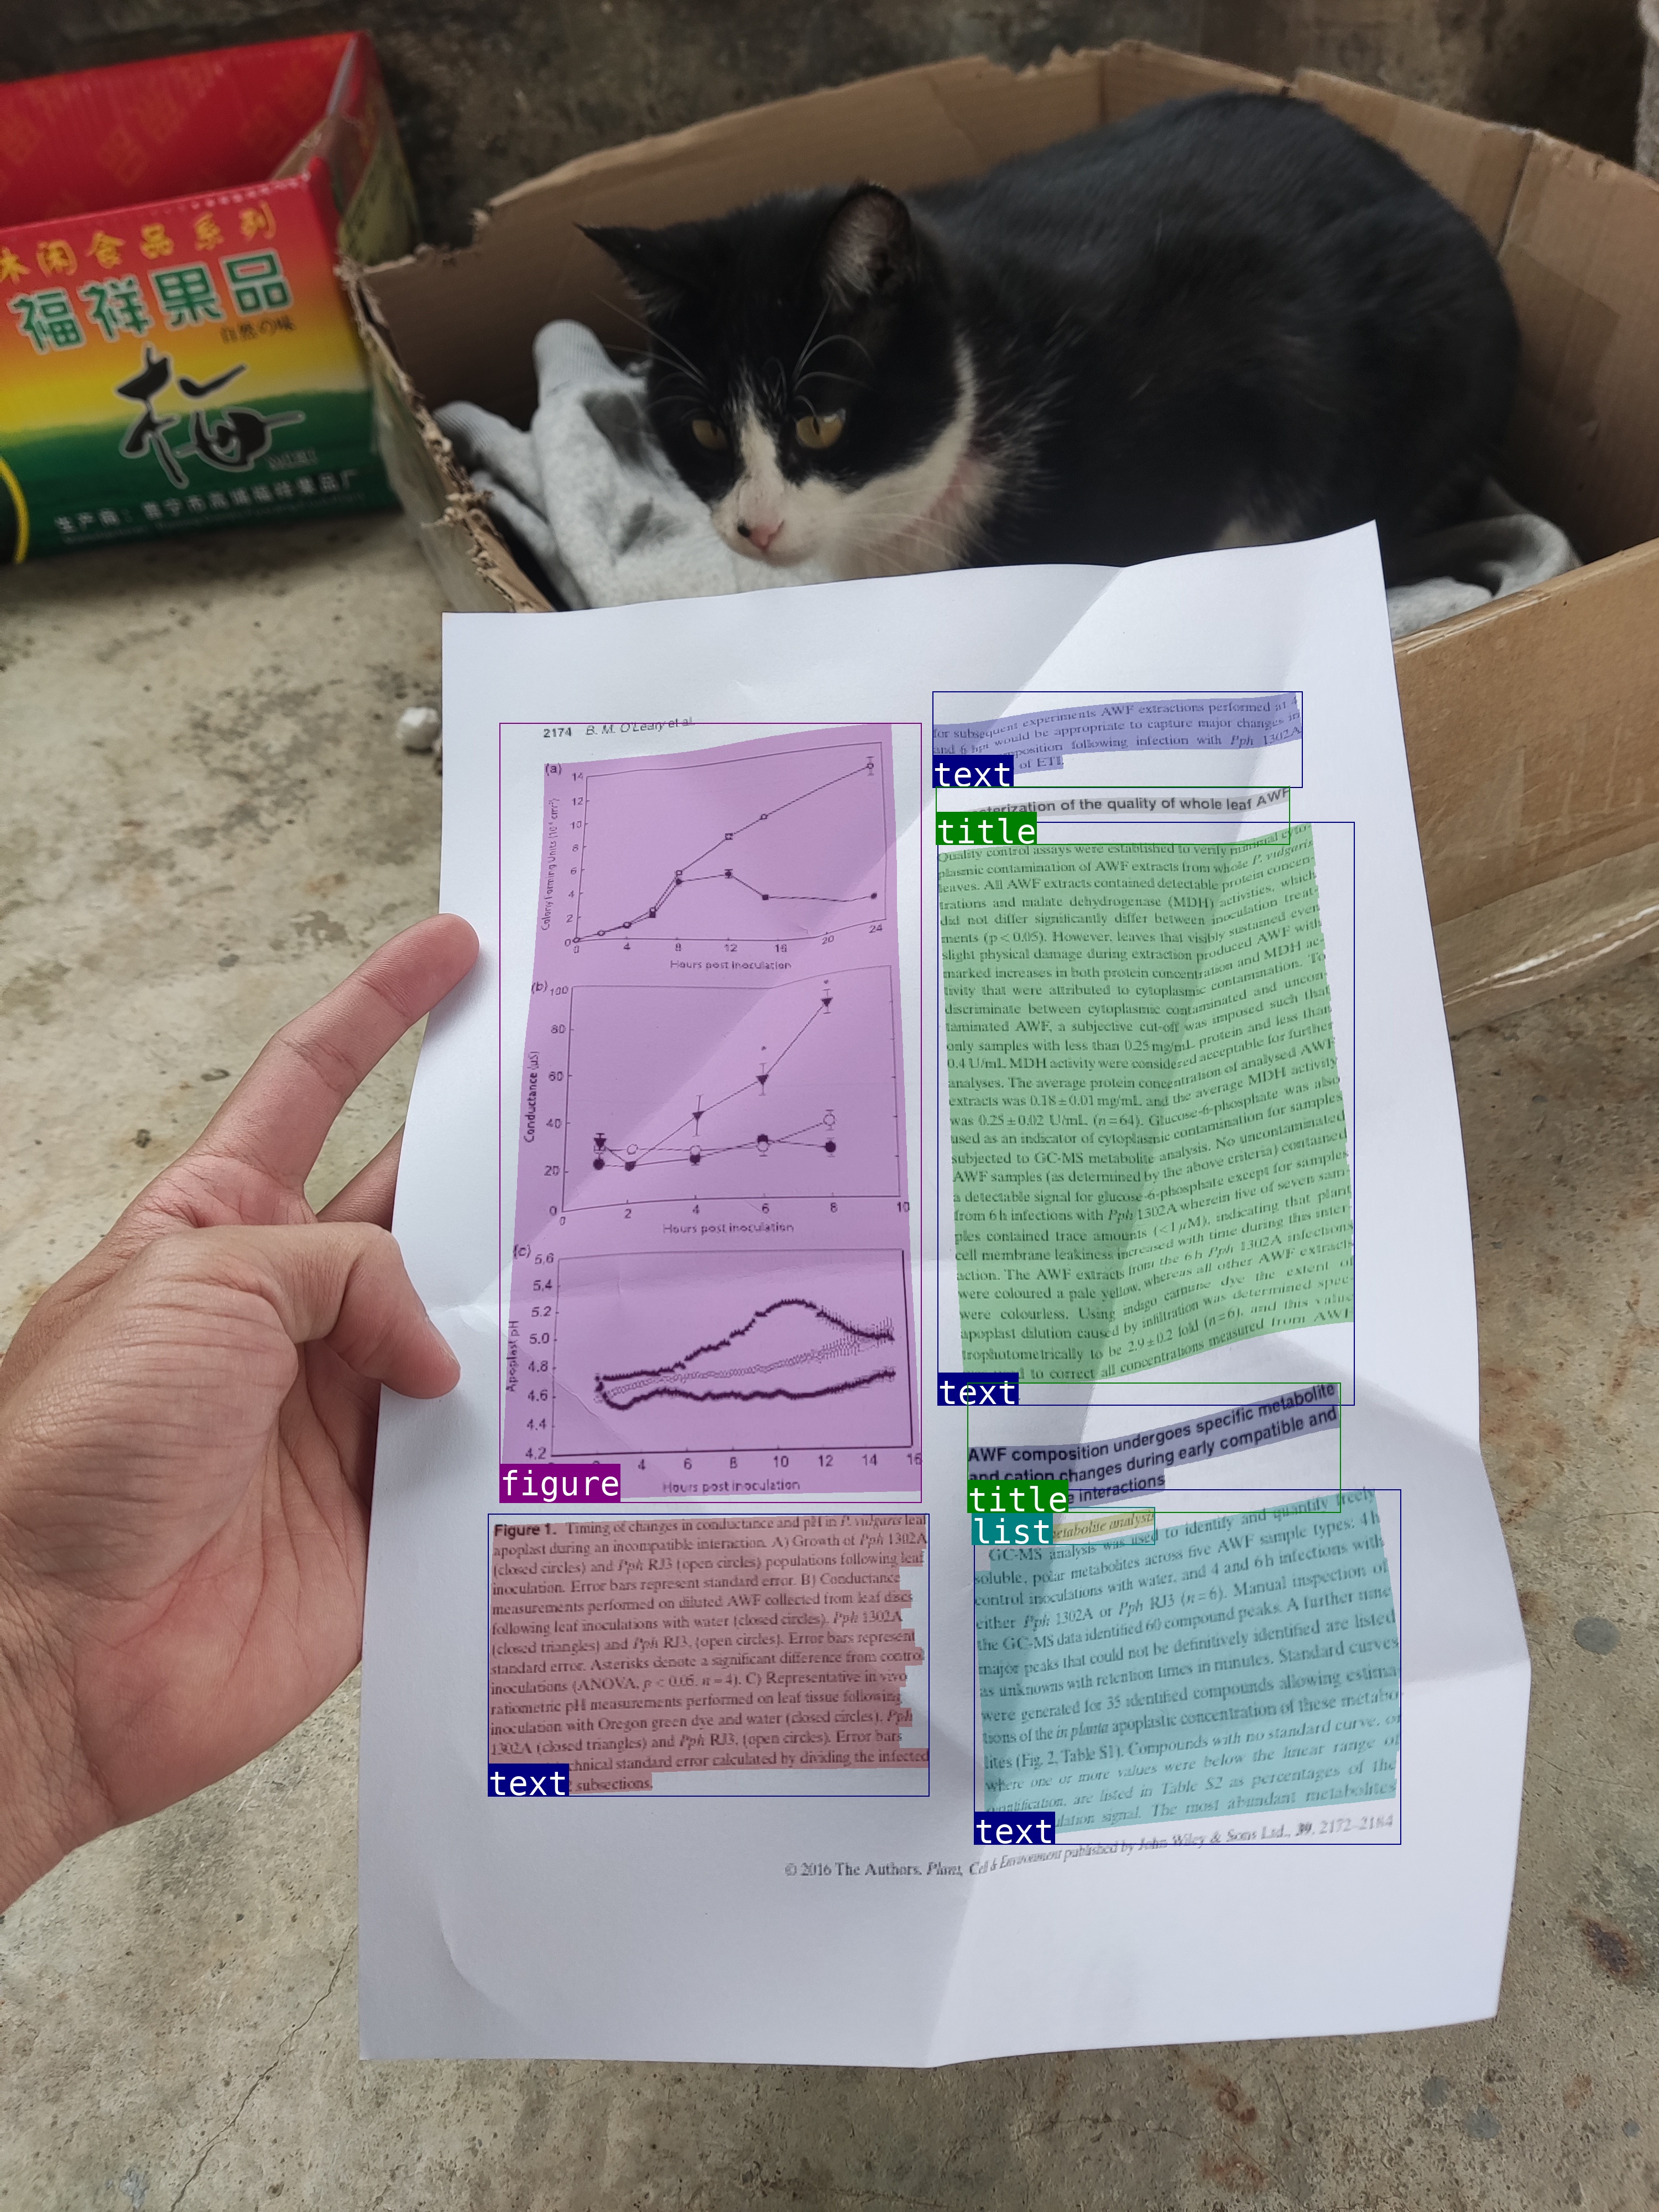 休闲食品系列
福祥果品
自然の味
梅
生产商：
福祥果品厂
2174 B. M. O'Leary et al.
(a)
Colony Forming Units
14
12
10
8
6
4
2
0
0 4 8 12 16 20 24
Hours post inoculation
(b)
Conductance (µS)
100
80
60
40
20
0
0 2 4 6 8 10
Hours post inoculation
(c)
Apoplast pH
5.6
5.4
5.2
5.0
4.8
4.6
4.4
4.2
4 6 8 10 12 14 16
Hours post inoculation
figure
Figure 1. Timing of changes in conductance and pH in P. vulgaris leaf
apoplast during an incompatible interaction. A) Growth of Pph 1302A
(closed circles) and Pph RJ3 (open circles) populations following leaf
inoculation. Error bars represent standard error. B) Conductance
measurements performed on diluted AWF collected from leaf discs
following leaf inoculations with water (closed circles), Pph 1302A
(closed triangles) and Pph RJ3, (open circles). Error bars represent
standard error. Asterisks denote a significant difference from control
inoculations (ANOVA, p < 0.05, n = 4). C) Representative in vivo
ratiometric pH measurements performed on leaf tissue following
inoculation with Oregon green dye and water (closed circles), Pph
1302A (closed triangles) and Pph RJ3, (open circles). Error bars
technical standard error calculated by dividing the infected
subsections.
text
for subsequent experiments AWF extractions performed at 4
and 6 hpi would be appropriate to capture major changes in
composition following infection with Pph 1302A
of ETI.
text
terization of the quality of whole leaf AWF
title
Quality control assays were established to verify minimal cyto-
plasmic contamination of AWF extracts from whole P. vulgaris
leaves. All AWF extracts contained detectable protein concen-
trations and malate dehydrogenase (MDH) activities, which
did not differ significantly differ between inoculation treat-
ments (p < 0.05). However, leaves that visibly sustained even
slight physical damage during extraction produced AWF with
marked increases in both protein concentration and MDH ac-
tivity that were attributed to cytoplasmic contamination. To
discriminate between cytoplasmic contaminated and uncon-
taminated AWF, a subjective cut-off was imposed such that
only samples with less than 0.25 mg/mL protein and less than
0.4 U/mL MDH activity were considered acceptable for further
analyses. The average protein concentration of analysed AWF
extracts was 0.18 ± 0.01 mg/mL and the average MDH activity
was 0.25 ± 0.02 U/mL (n = 64). Glucose-6-phosphate was also
used as an indicator of cytoplasmic contamination for samples
subjected to GC-MS metabolite analysis. No uncontaminated
AWF samples (as determined by the above criteria) contained
a detectable signal for glucose-6-phosphate except for samples
from 6 h infections with Pph 1302A wherein five of seven sam-
ples contained trace amounts (<1 µM), indicating that plant
cell membrane leakiness increased with time during this inter-
action. The AWF extracts from the 6 h Pph 1302A infections
were coloured a pale yellow, whereas all other AWF extracts
were colourless. Using indigo carmine dye the extent of
apoplast dilution caused by infiltration was determined spec-
trophotometrically to be 2.9 ± 0.2 fold (n = 6), and this value
to correct all concentrations measured from AWF
text
AWF composition undergoes specific metabolite
and cation changes during early compatible and
interactions
title
metabolite analysis
list
GC-MS analysis was used to identify and quantify freely
soluble, polar metabolites across five AWF sample types: 4 h
control inoculations with water, and 4 and 6 h infections with
either Pph 1302A or Pph RJ3 (n = 6). Manual inspection of
the GC-MS data identified 60 compound peaks. A further nine
major peaks that could not be definitively identified are listed
as unknowns with retention times in minutes. Standard curves
were generated for 35 identified compounds allowing estima-
tions of the in planta apoplastic concentration of these metabo-
lites (Fig. 2, Table S1). Compounds with no standard curve, or
where one or more values were below the linear range of
quantification, are listed in Table S2 as percentages of the
signal. The most abundant metabolites
text
© 2016 The Authors. Plant, Cell & Environment published by John Wiley & Sons Ltd., 39, 2172–2184